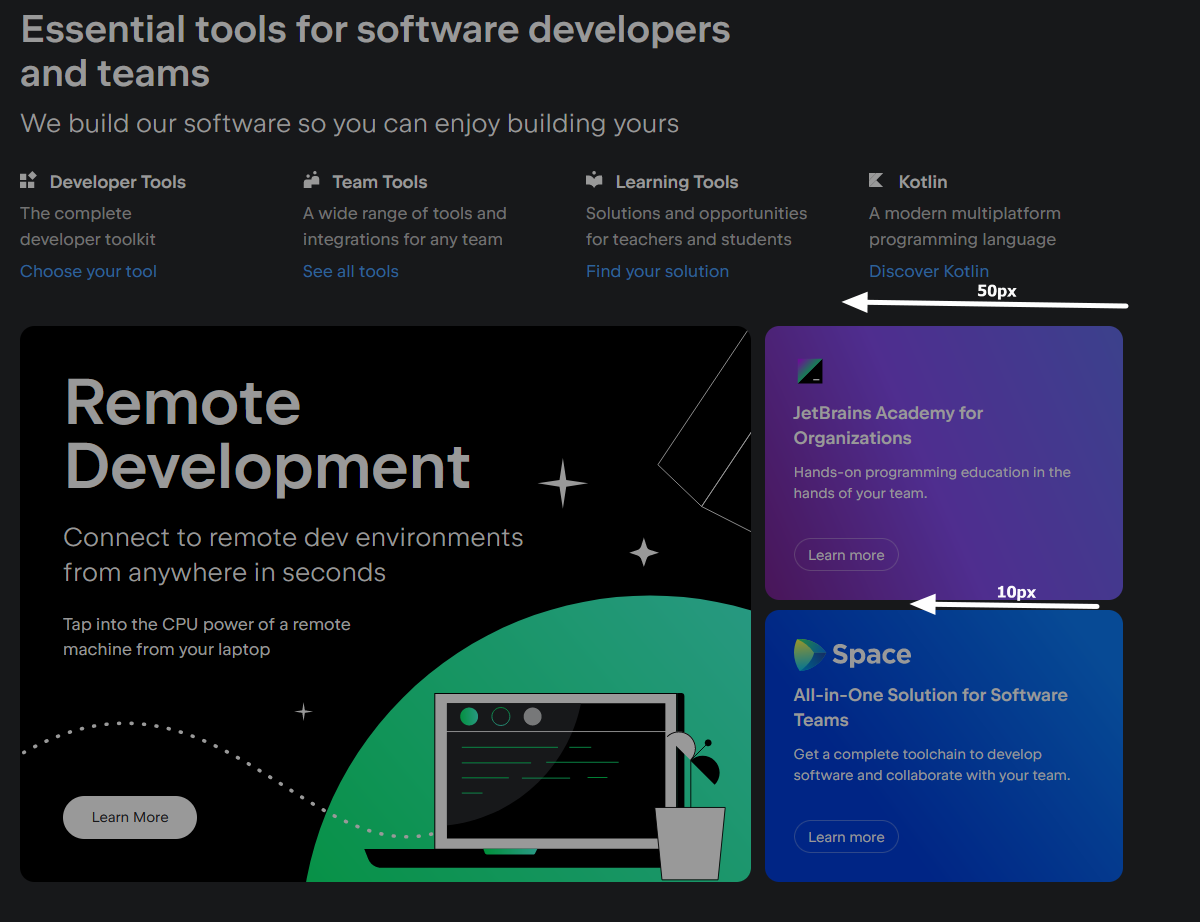 Essential tools for software developers
and teams
We build our software so you can enjoy building yours
Developer Tools
The complete
developer toolkit
Choose your tool
Team Tools
A wide range of tools and
integrations for any team
See all tools
Learning Tools
Solutions and opportunities
for teachers and students
Find your solution
Kotlin
A modern multiplatform
programming language
Discover Kotlin
50px
Remote
Development
Connect to remote dev environments
from anywhere in seconds
Tap into the CPU power of a remote
machine from your laptop
Learn More
JetBrains Academy for
Organizations
Hands-on programming education in the
hands of your team.
Learn more
10px
Space
All-in-One Solution for Software
Teams
Get a complete toolchain to develop
software and collaborate with your team.
Learn more